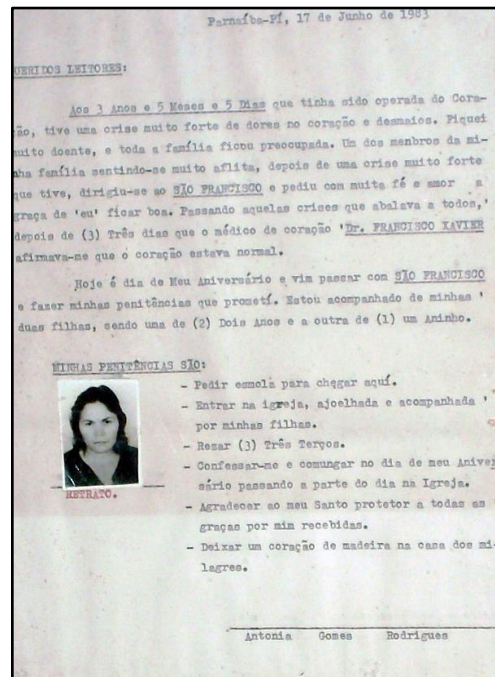 Parnaíba-Pí, 17 de Junho de 1983
UERIDOS LEITORES:
Aos 3 Anos e 5 Meses e 5 Dias que tinha sido operada do Cora-
ção, tive uma crise muito forte de dores no coração e desmaios. Fiquei
muito doente, e toda a família ficou preocupada. Um dos menbros da mi-
nha família sentindo-se muito aflita, depois de uma crise muito forte
que tive, dirigiu-se ao SÃO FRANCISCO e pediu com muita fé e amor a
graça de 'eu' ficar boa. Passando aquelas crises que abalava a todos,'
depois de (3) Três dias que o médico de coração 'Dr. FRANCISCO XAVIER
afirmava-me que o coração estava normal.
Hoje é dia de Meu Aniversário e vim passar com SÃO FRANCISCO
e fazer minhas penitências que prometí. Estou acompanhado de minhas '
duas filhas, sendo uma de (2) Dois Anos e a outra de (1) um Aninho.
MINHAS PENITÊNCIAS SÃO:
- Pedir esmola para chegar aquí.
- Entrar na igreja, ajoelhada e acompanhada '
por minhas filhas.
- Rezar (3) Três Terços.
- Confessar-me e comungar no dia de meu Aniver
sário passando a parte do dia na Igreja.
- Agradecer ao meu Santo protetor a todas as
graças por mim recebidas.
- Deixar um coração de madeira na casa dos mi-
lagres.
RETRATO.
Antonia Gomes Rodrigues